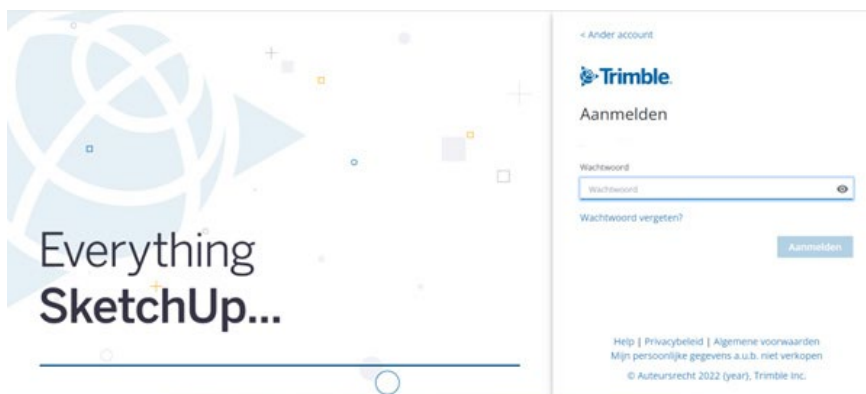 Everything
SketchUp...
< Ander account
Trimble.
Aanmelden
Wachtwoord
Wachtwoord
Wachtwoord vergeten?
Aanmelden
Help | Privacybeleid | Algemene voorwaarden
Mijn persoonlijke gegevens a.u.b. niet verkopen
© Auteursrecht 2022 {year}, Trimble Inc.